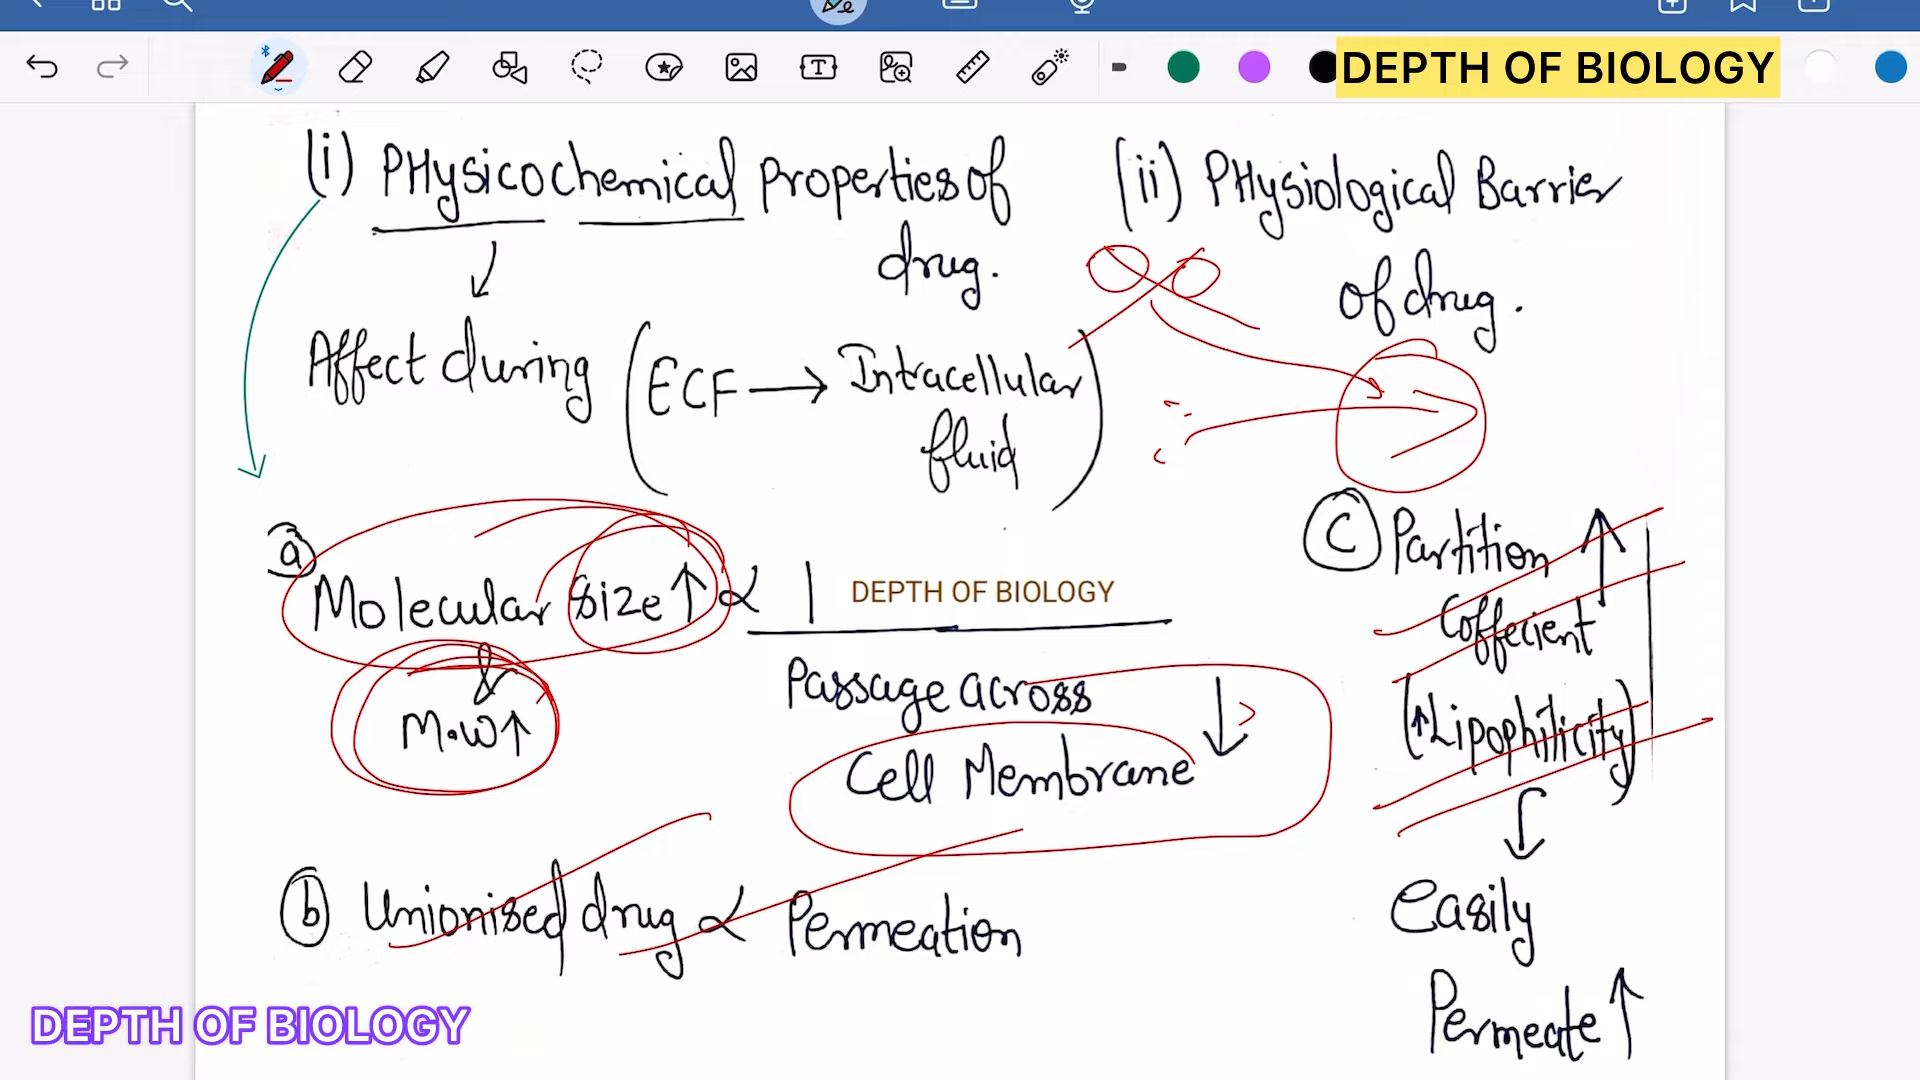 DEPTH OF BIOLOGY
(i) PHysicochemical Properties of drug.
(ii) PHysiological Barrier of drug.
Affect during (ECF → Intracellular fluid)
(a) Molecular size ↑ & M.W ↑ ∝ 1
DEPTH OF BIOLOGY
Passage across Cell Membrane ↓
(b) Unionised drug ∝ Permeation
(C) Partition Coffecient ↑
(↑Lipophilicity)
↓
Easily
Permeate ↑
DEPTH OF BIOLOGY